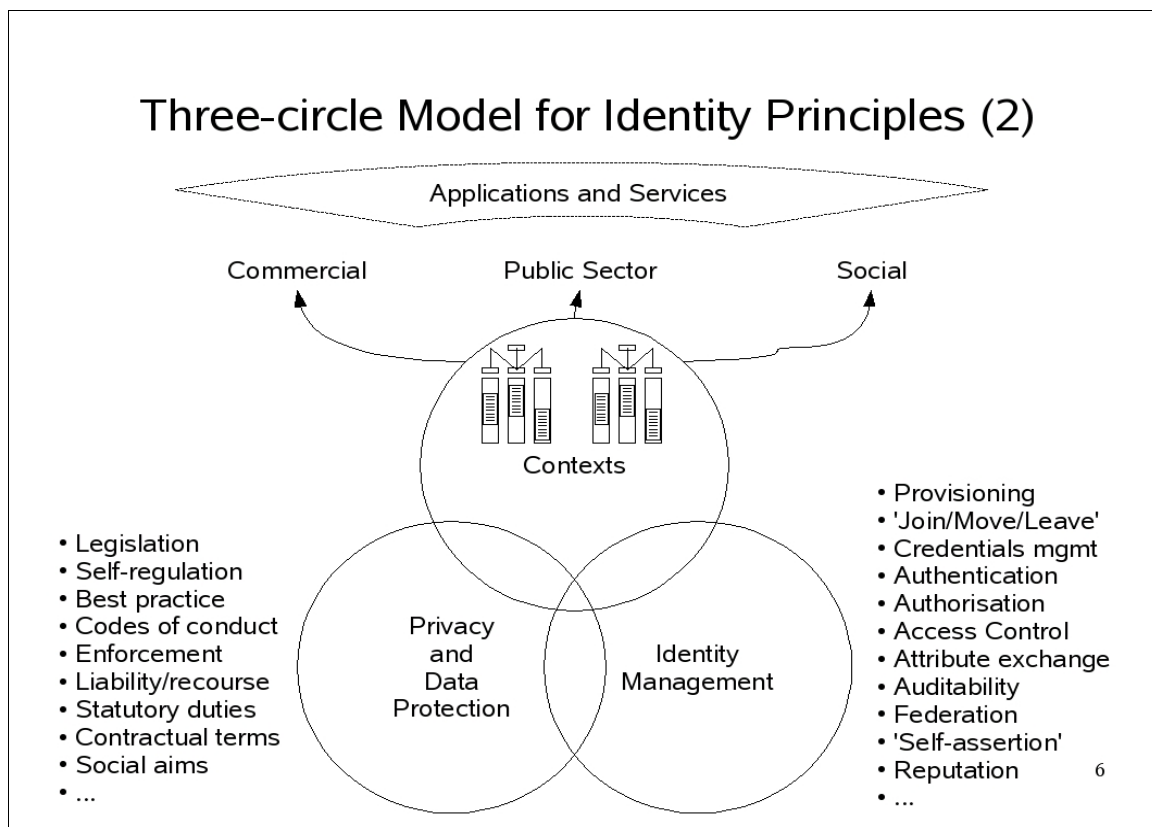 Three-circle Model for Identity Principles (2)
Applications and Services
Commercial
Public Sector
Social
Contexts
• Legislation
• Self-regulation
• Best practice
• Codes of conduct
• Enforcement
• Liability/recourse
• Statutory duties
• Contractual terms
• Social aims
• ...
Privacy
and
Data
Protection
Identity
Management
• Provisioning
• 'Join/Move/Leave'
• Credentials mgmt
• Authentication
• Authorisation
• Access Control
• Attribute exchange
• Auditability
• Federation
• 'Self-assertion'
• Reputation
• ...
6